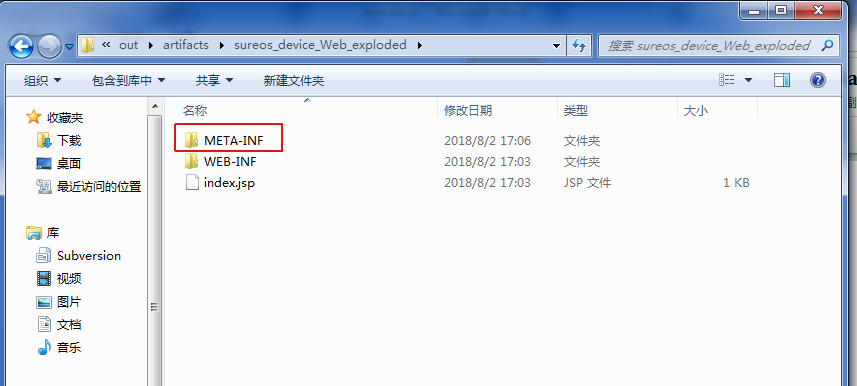 « out ▸ artifacts ▸ sureos_device_Web_exploded ▸
搜索 sureos_device_Web_exploded
组织 包含到库中 共享 新建文件夹
名称 修改日期 类型 大小
META-INF 2018/8/2 17:06 文件夹
WEB-INF 2018/8/2 17:03 文件夹
index.jsp 2018/8/2 17:03 JSP 文件 1 KB
收藏夹
下载
桌面
最近访问的位置
库
Subversion
视频
图片
文档
音乐
a
副